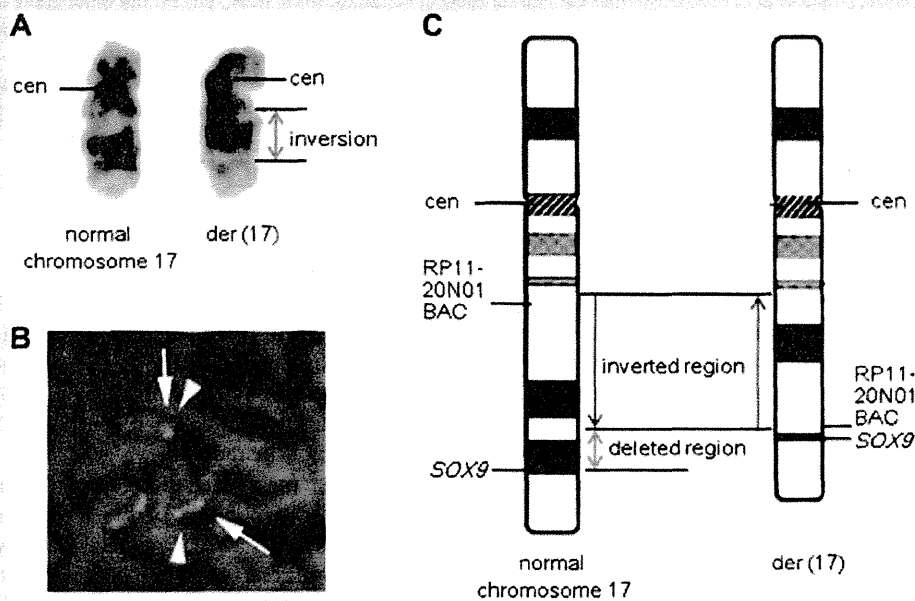 A
cen
cen
inversion
normal
chromosome 17
der (17)
B
C
cen
cen
RP11-
20N01
BAC
inverted region
RP11-
20N01
BAC
deleted region
SOX9
SOX9
normal
chromosome 17
der (17)